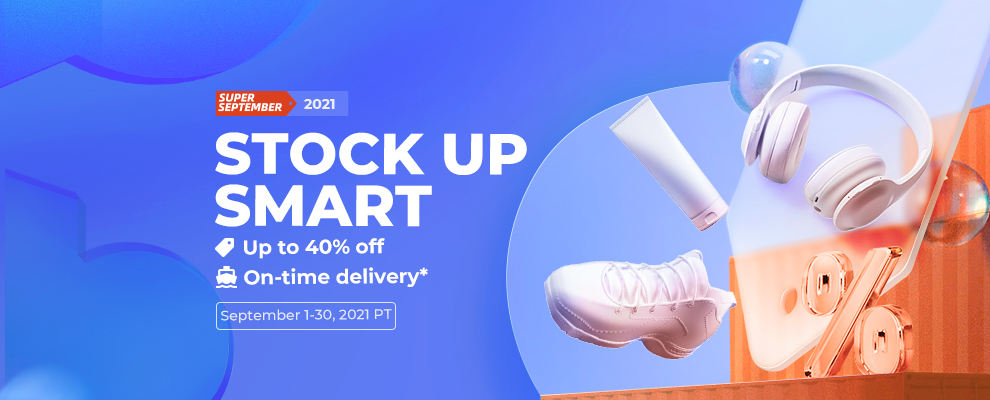 SUPER
SEPTEMBER
2021
STOCK UP
SMART
Up to 40% off
On-time delivery*
September 1-30, 2021 PT